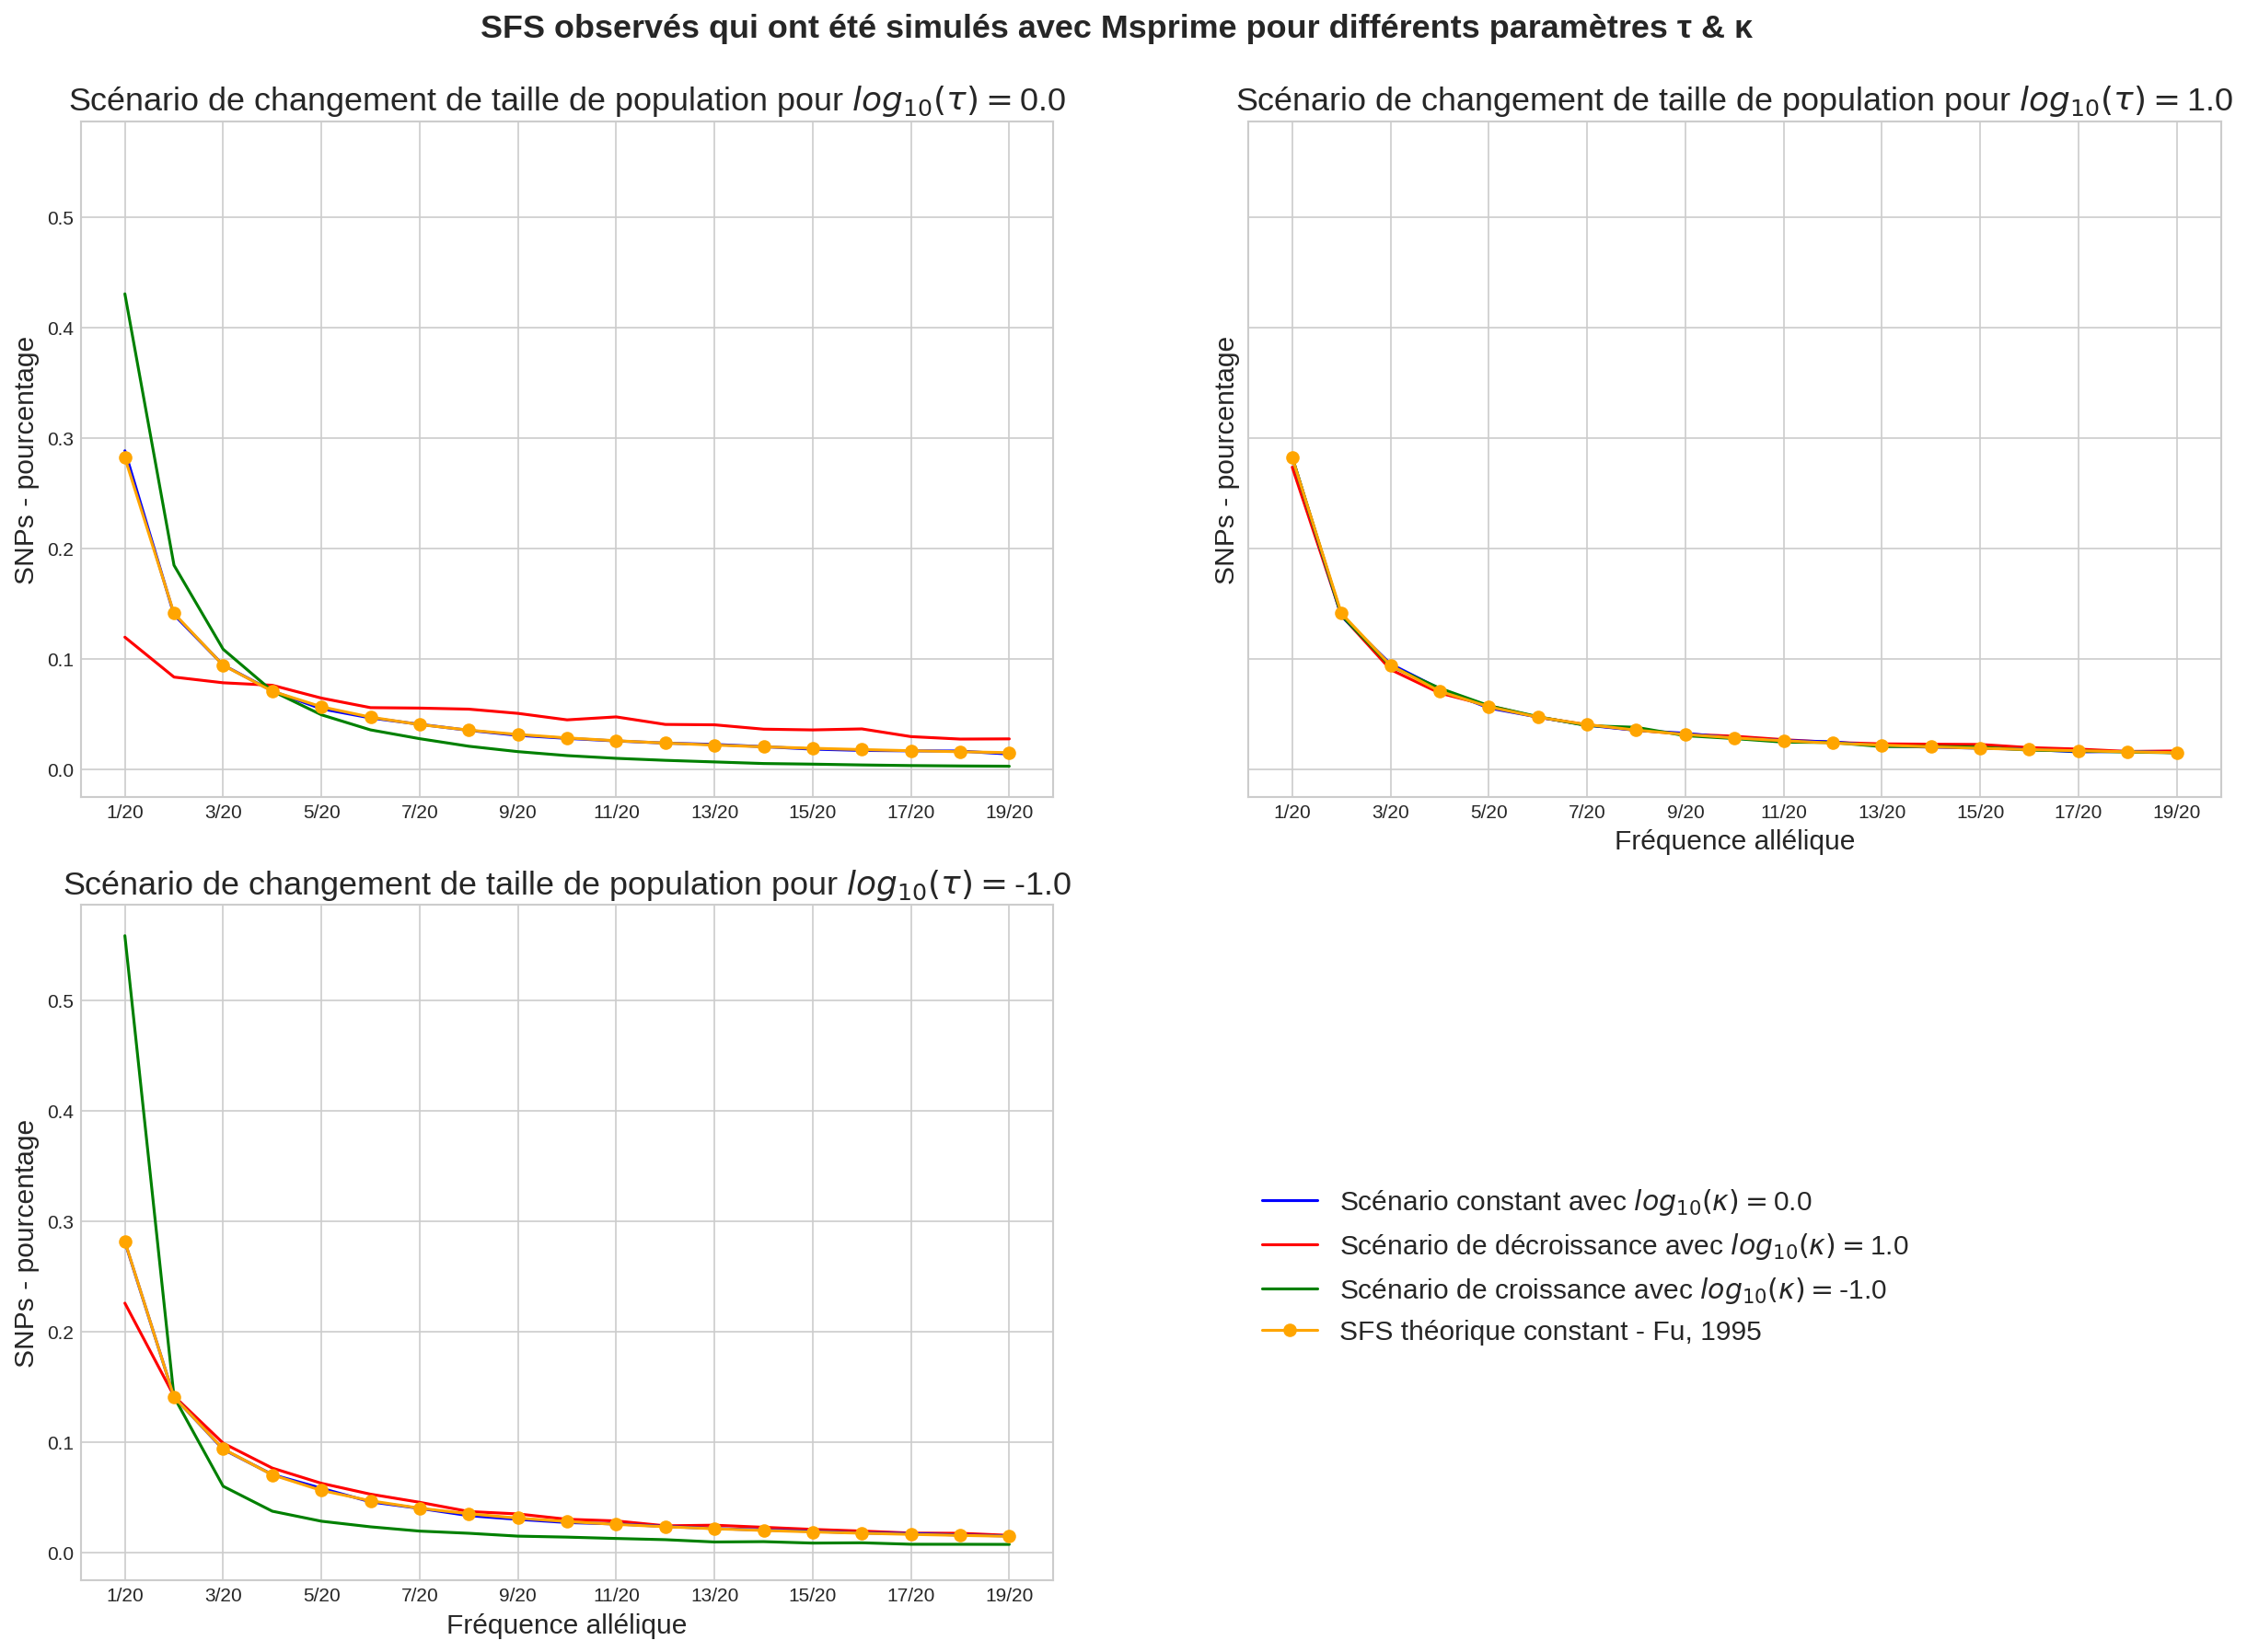 SFS observés qui ont été simulés avec Msprime pour différents paramètres τ & κ
Scénario de changement de taille de population pour log10(τ) = 0.0
SNPs - pourcentage
0.5
0.4
0.3
0.2
0.1
0.0
1/20 3/20 5/20 7/20 9/20 11/20 13/20 15/20 17/20 19/20
Scénario de changement de taille de population pour log10(τ) = 1.0
SNPs - pourcentage
1/20 3/20 5/20 7/20 9/20 11/20 13/20 15/20 17/20 19/20
Fréquence allélique
Scénario de changement de taille de population pour log10(τ) = -1.0
SNPs - pourcentage
0.5
0.4
0.3
0.2
0.1
0.0
1/20 3/20 5/20 7/20 9/20 11/20 13/20 15/20 17/20 19/20
Fréquence allélique
Scénario constant avec log10(κ) = 0.0
Scénario de décroissance avec log10(κ) = 1.0
Scénario de croissance avec log10(κ) = -1.0
SFS théorique constant - Fu, 1995